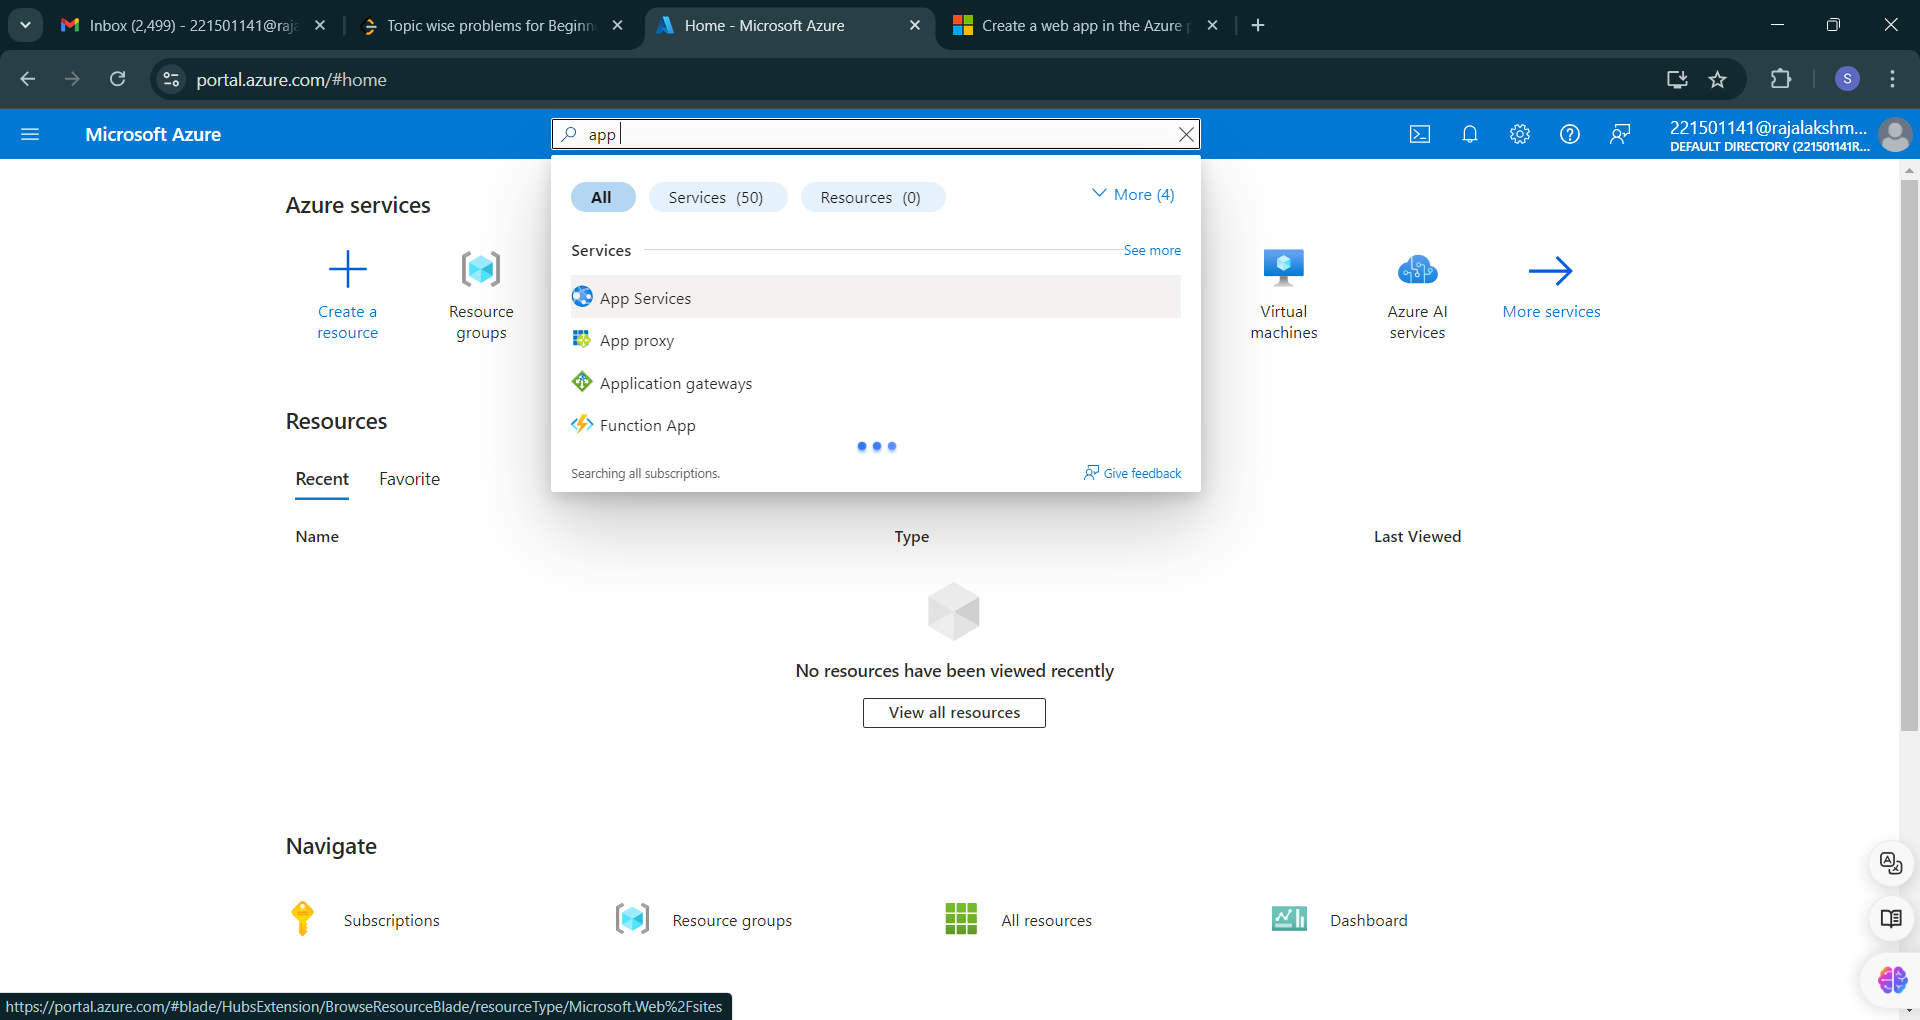 Inbox (2,499) - 221501141@raja
Topic wise problems for Beginn
Home - Microsoft Azure
Create a web app in the Azure p
portal.azure.com/#home
S
Microsoft Azure
app
221501141@rajalakshm...
DEFAULT DIRECTORY (221501141R...
All
Services (50)
Resources (0)
More (4)
Services
See more
App Services
App proxy
Application gateways
Function App
Searching all subscriptions.
Give feedback
Azure services
Create a
resource
Resource
groups
Virtual
machines
Azure AI
services
More services
Resources
Recent
Favorite
Name
Type
Last Viewed
No resources have been viewed recently
View all resources
Navigate
Subscriptions
Resource groups
All resources
Dashboard
https://portal.azure.com/#blade/HubsExtension/BrowseResourceBlade/resourceType/Microsoft.Web%2Fsites